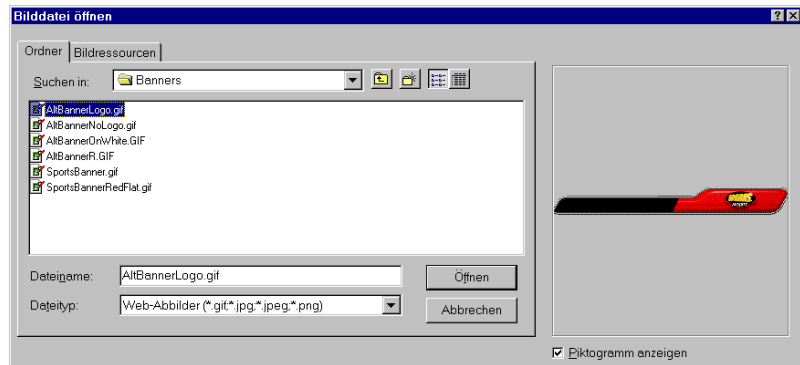 Bilddatei öffnen
Ordner Bildressourcen
Suchen in: Banners
AltBannerLogo.gif
AltBannerNoLogo.gif
AltBannerOnWhite.GIF
AltBannerR.GIF
SportsBanner.gif
SportsBannerRedFlat.gif
Dateiname: AltBannerLogo.gif Öffnen
Dateityp: Web-Abbilder (*.gif;*.jpg;*.jpeg;*.png) Abbrechen
Piktogramm anzeigen